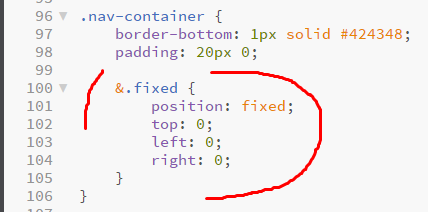 96 .nav-container {
97 border-bottom: 1px solid #424348;
98 padding: 20px 0;
99
100 &.fixed {
101 position: fixed;
102 top: 0;
103 left: 0;
104 right: 0;
105 }
106 }